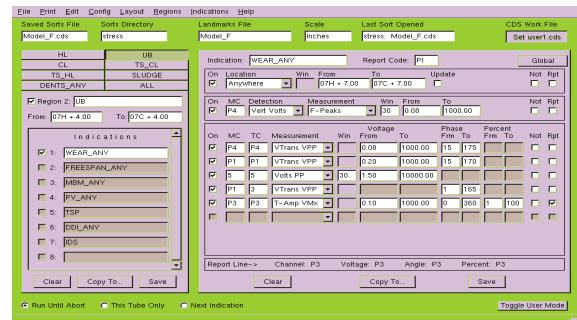 File Print Edit Config Layout Regions Indications Help
Saved Sorts File Sorts Directory Landmarks File Scale Last Sort Opened CDS Work File
Model_F.cds stress Model_F Inches stress: Model_F.cds Set user1.cds
HL UB
CL TS_CL
TS_HL SLUDGE
DENTS_ANY ALL
Region 2: UB
From: 07H + 4.00 To: 07C + 4.00
Indications
1: WEAR_ANY
2: FREESPAN_ANY
3: MBM_ANY
4: PV_ANY
5: TSP
6: DDI_ANY
7: IDS
8:
Clear Copy To... Save
Indication: WEAR_ANY Report Code: PI Global
On Location Win From To Update Not Rpt
Anywhere 07H + 7.00 07C + 7.00
On MC Detection Measurement Win From To Not Rpt
P4 Vert Volts F-Peaks 30 0.08 1000.00
Voltage Phase Percent
On MC TC Measurement Win From To Frm To Frm To Not Rpt
P4 P4 VTrans VPP 0.08 1000.00 15 175
P1 P1 VTrans VPP 0.20 1000.00 15 170
5 5 Volts PP 30 1.50 10000.00
P1 3 VTrans VPP 1 165
P3 P3 T-Amp VMx 0.10 1000.00 0 360 1 100
Report Line-> Channel: P3 Voltage: P3 Angle: P3 Percent: P3
Clear Copy To... Save
Run Until Abort This Tube Only Next Indication Toggle User Mode